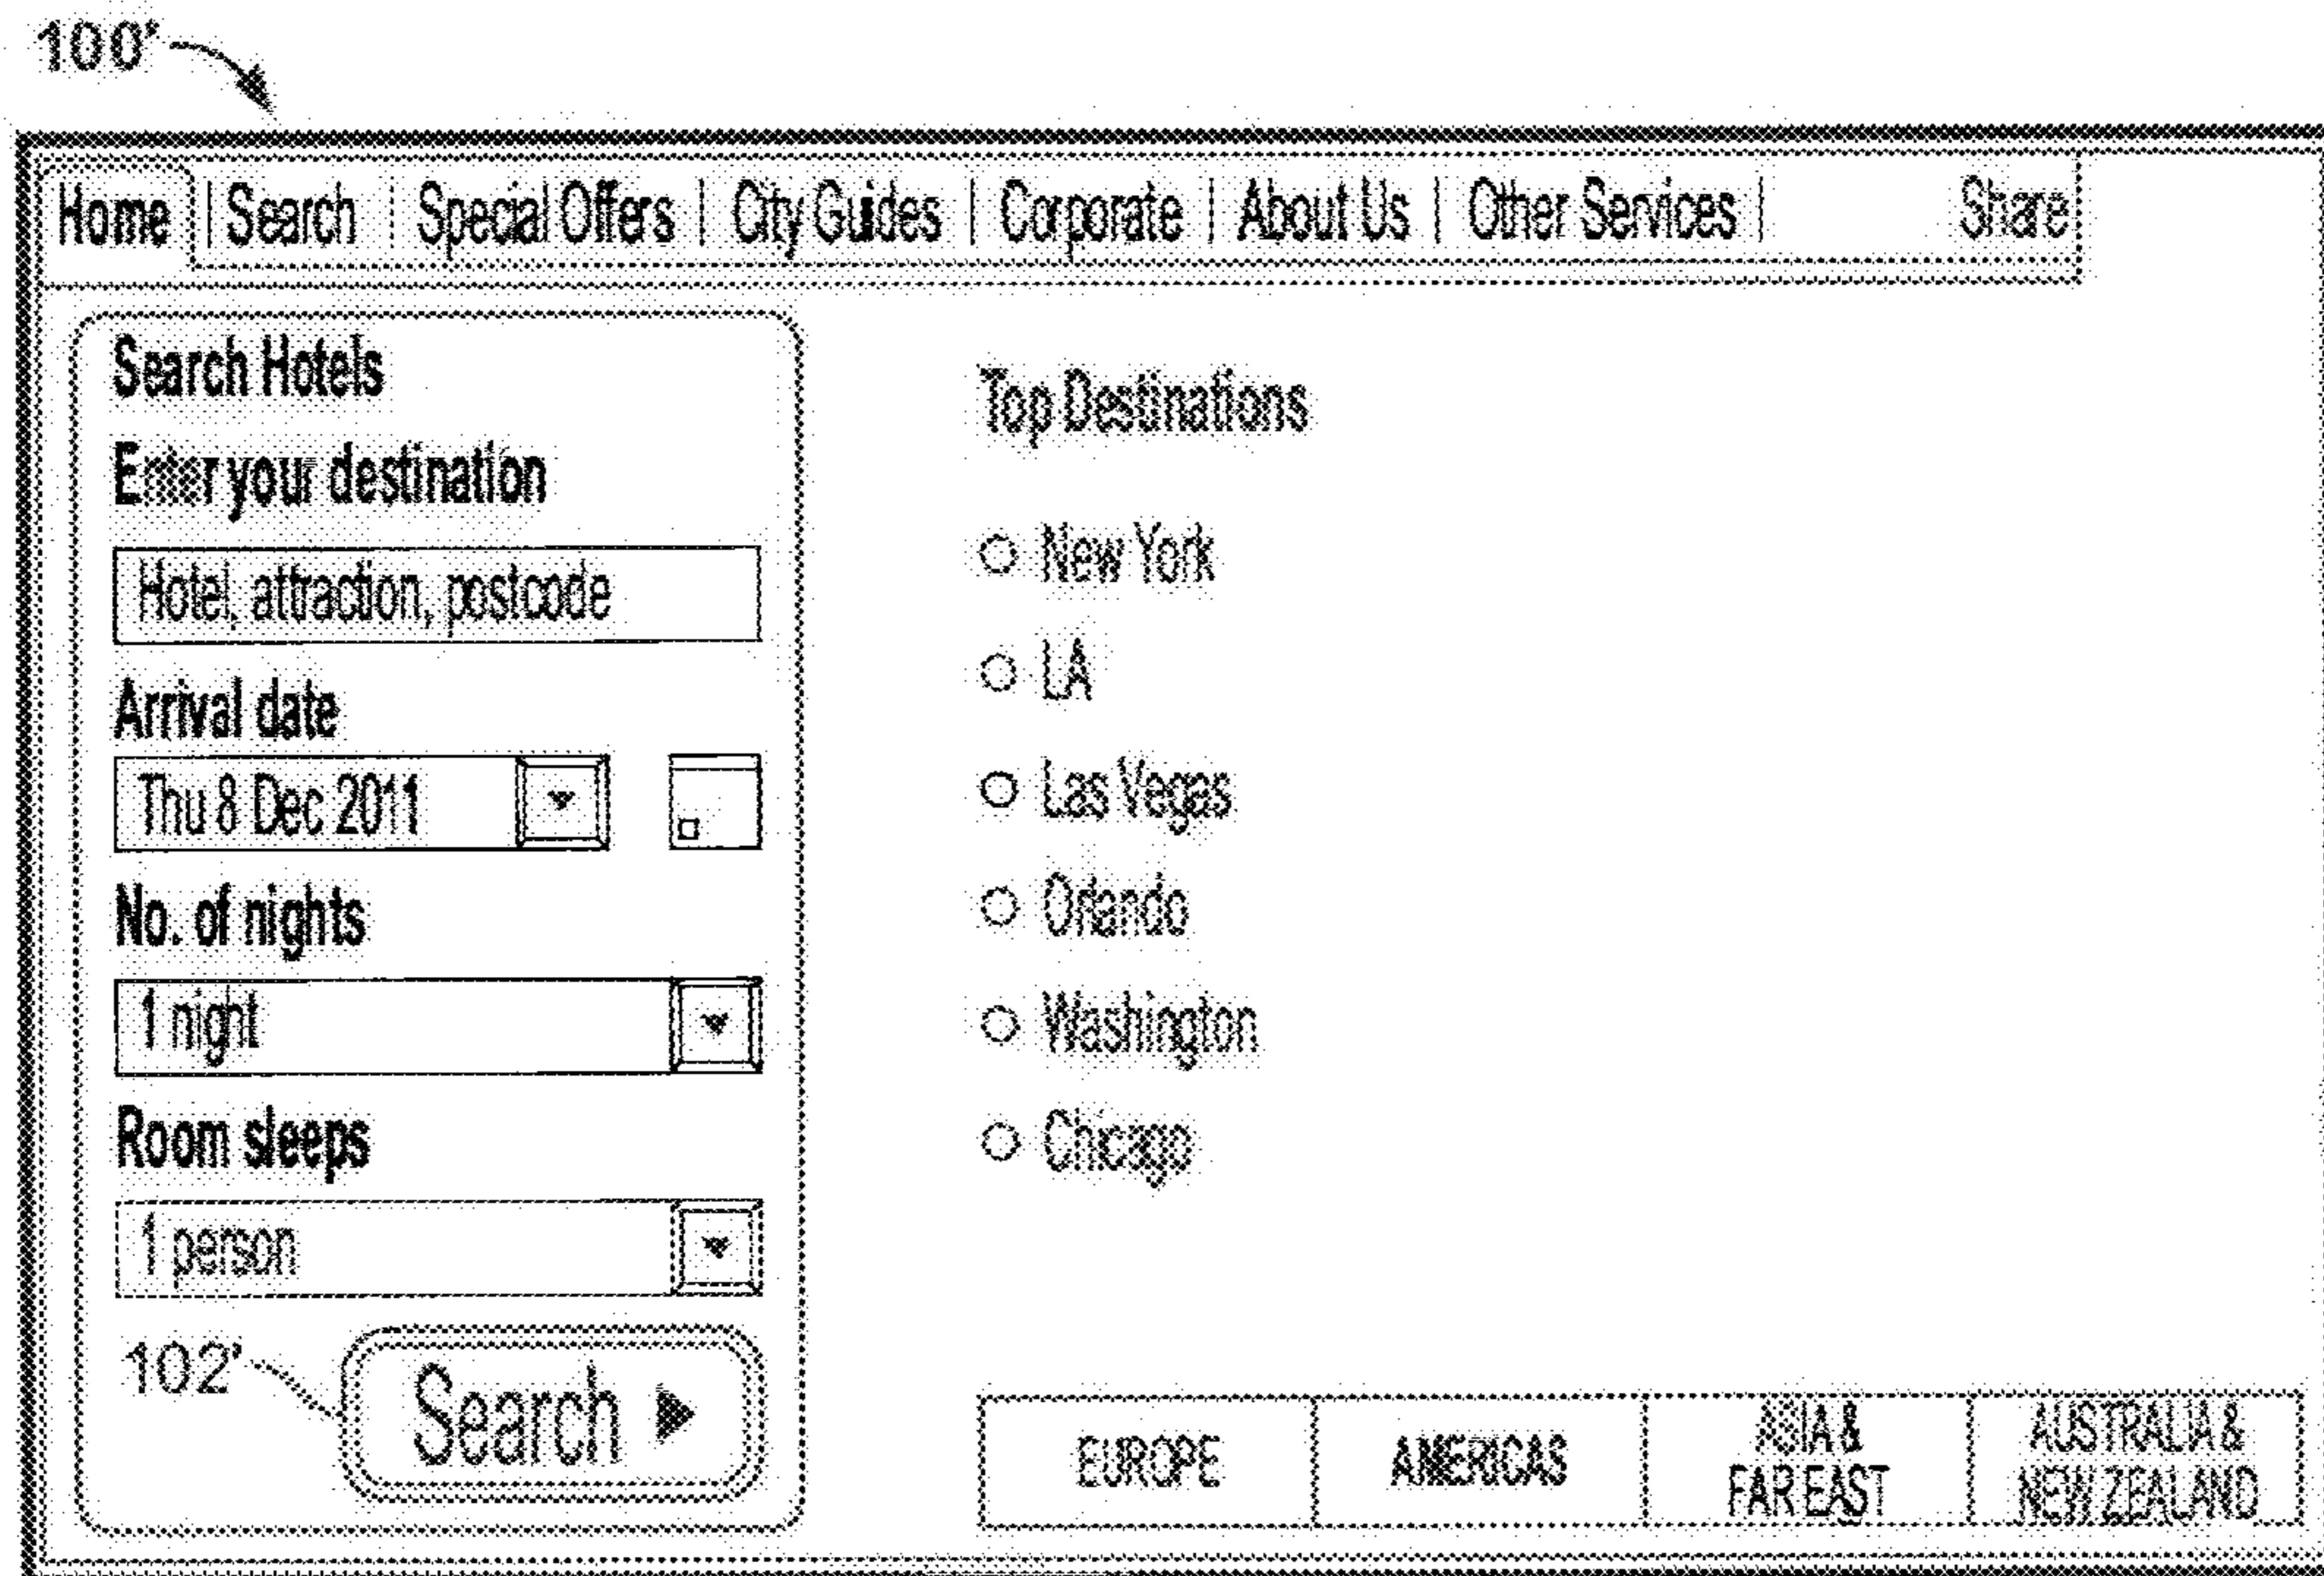 100'
Home | Search | Special Offers | City Guides | Corporate | About Us | Other Services | Share
Search Hotels
Enter your destination
Hotel, attraction, postcode
Arrival date
Thu 8 Dec 2011
No. of nights
1 night
Room sleeps
1 person
102'
Search
Top Destinations
New York
LA
Las Vegas
Orlando
Washington
Chicago
EUROPE
AMERICAS
ASIA &
FAR EAST
AUSTRALIA &
NEW ZEALAND